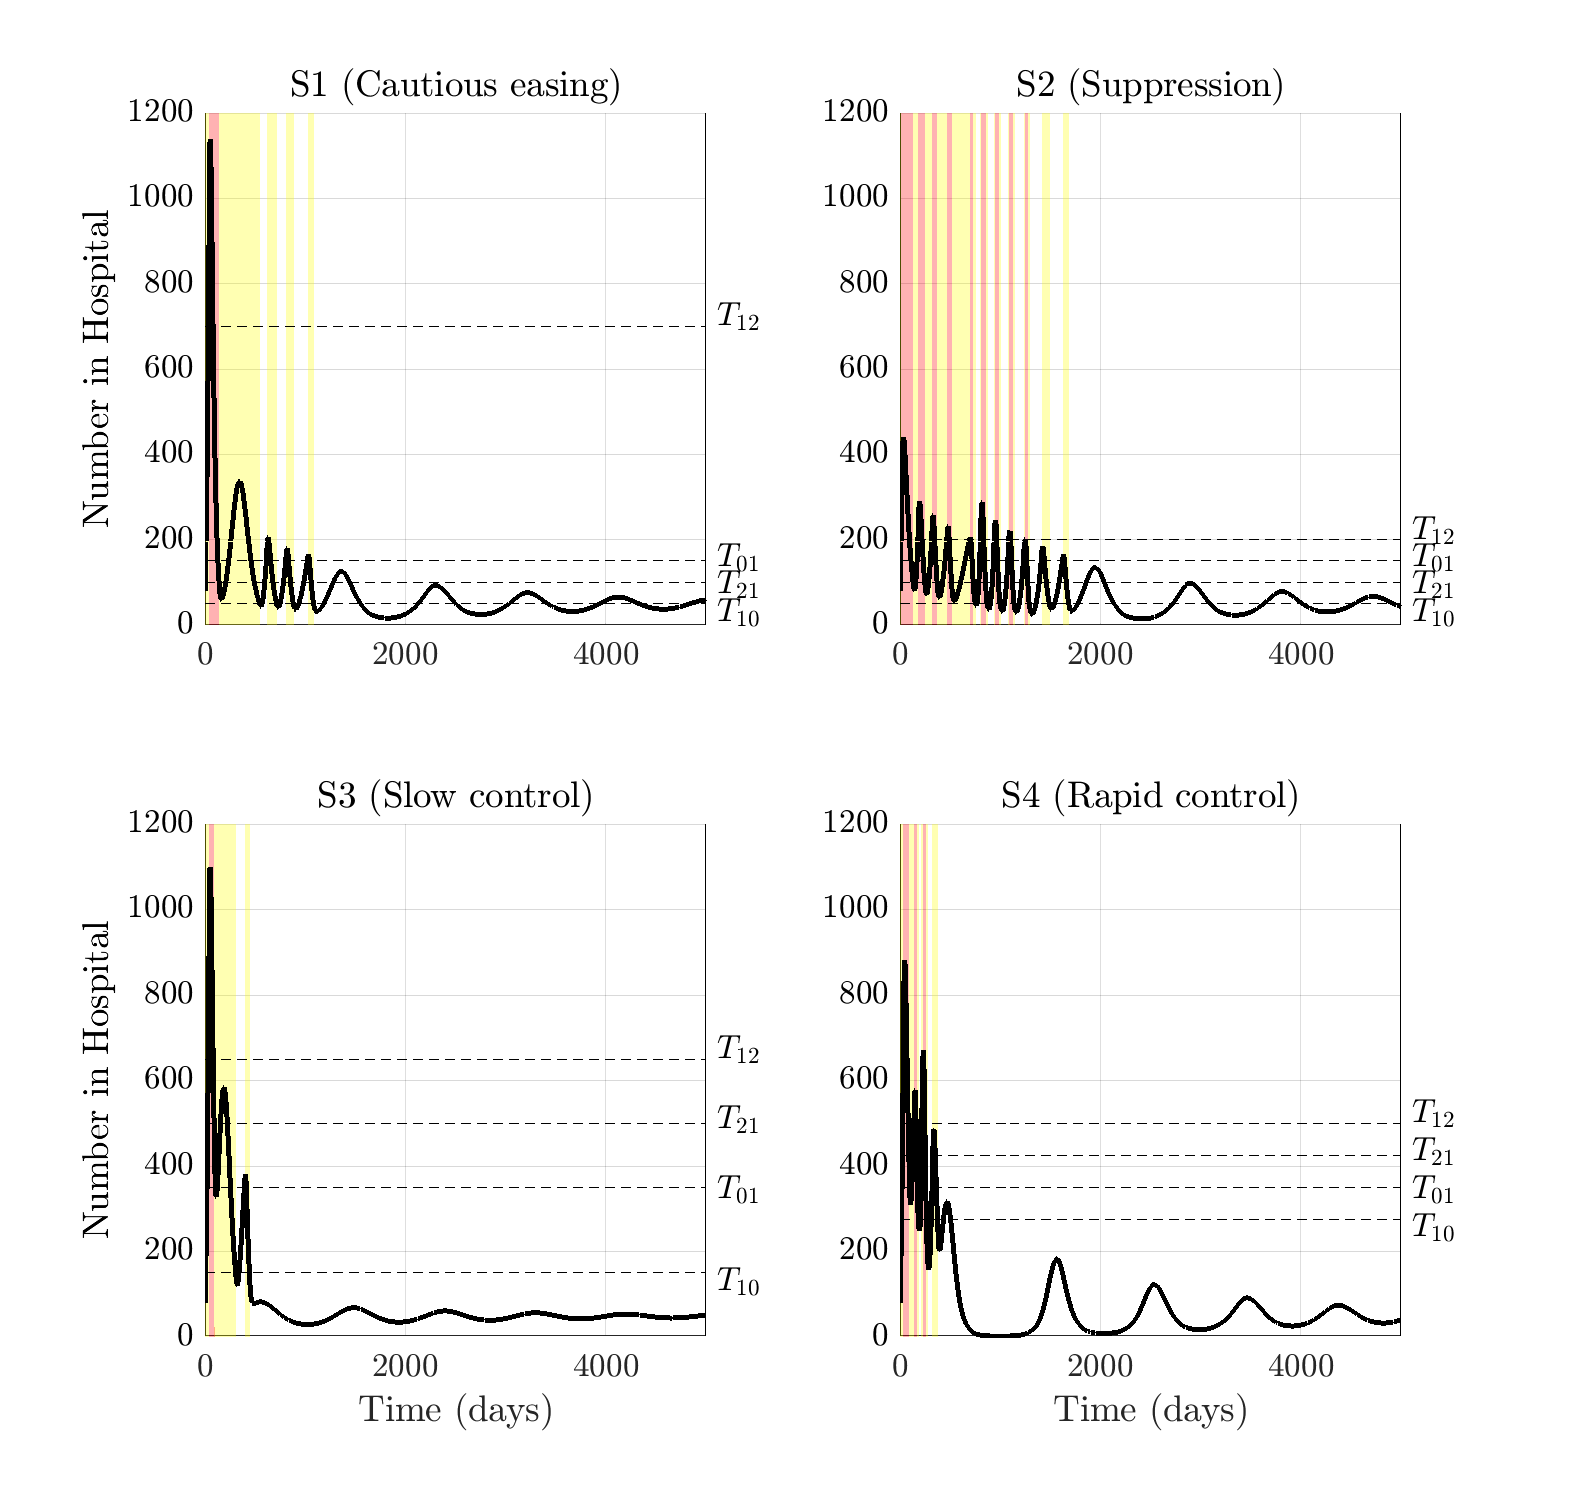 S1 (Cautious easing)
1200
1000
800
600
400
200
0
Number in Hospital
T12
T01
T21
T10
0 2000 4000
S2 (Suppression)
1200
1000
800
600
400
200
0
T12
T01
T21
T10
0 2000 4000
S3 (Slow control)
1200
1000
800
600
400
200
0
Number in Hospital
T12
T21
T01
T10
0 2000 4000
Time (days)
S4 (Rapid control)
1200
1000
800
600
400
200
0
T12
T21
T01
T10
0 2000 4000
Time (days)